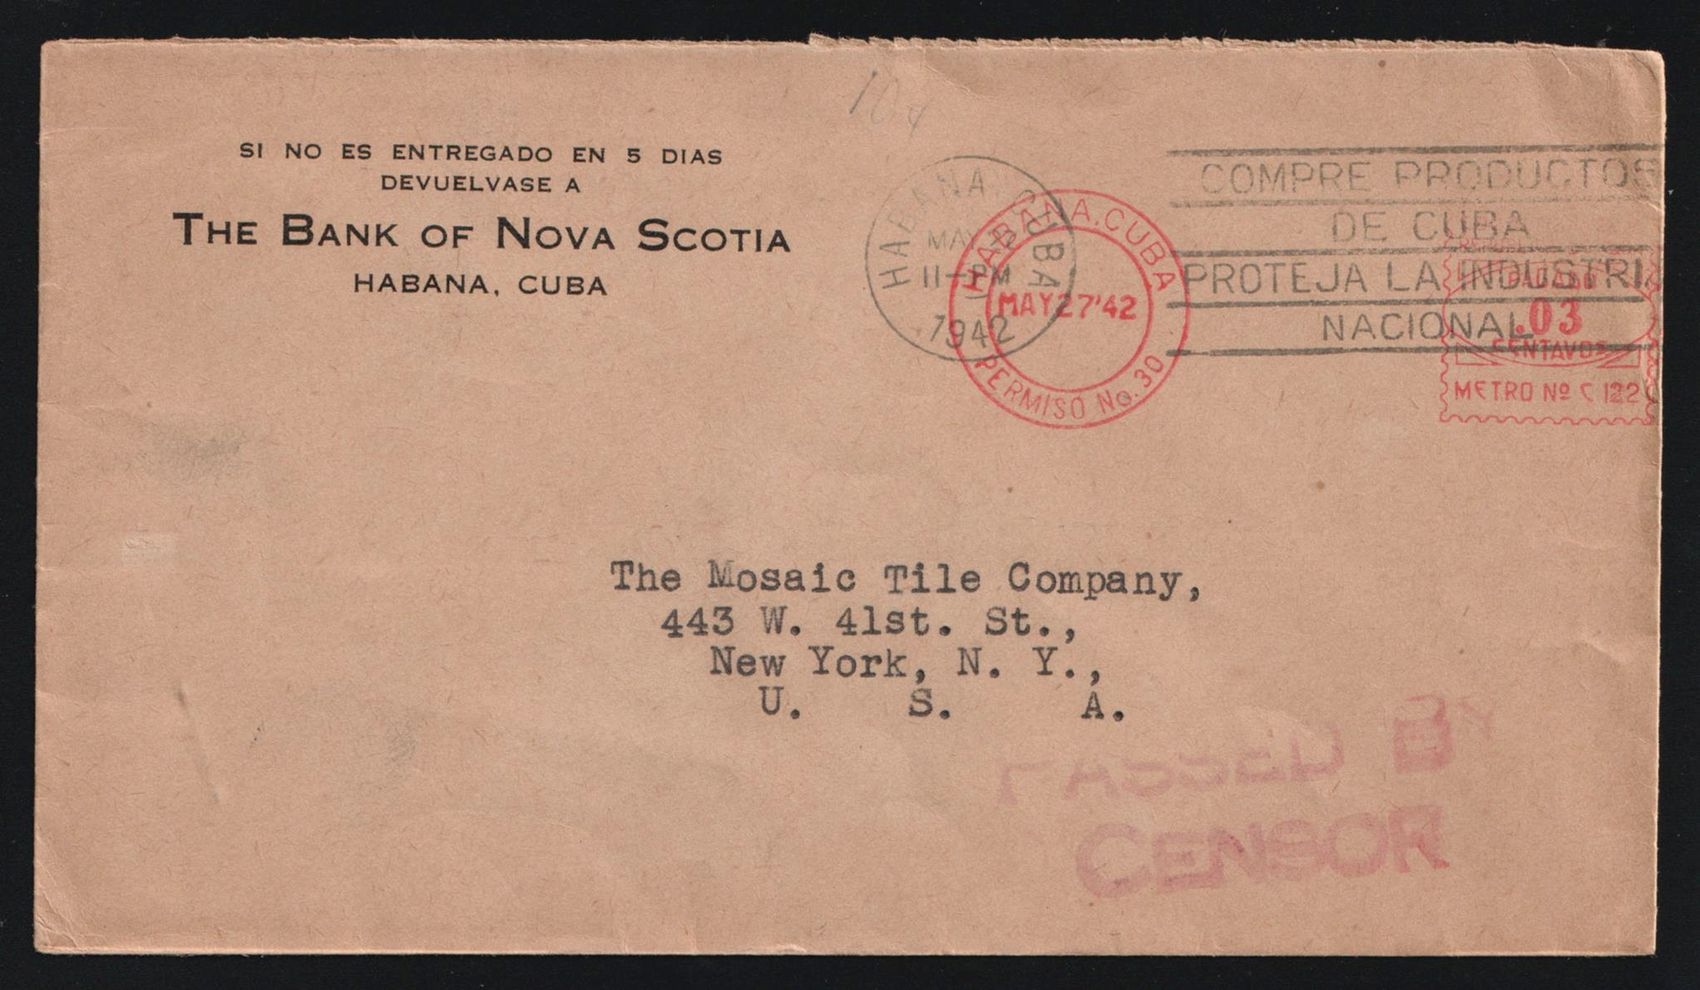 10¢
SI NO ES ENTREGADO EN 5 DIAS
DEVUELVASE A
THE BANK OF NOVA SCOTIA
HABANA, CUBA
HABANA, CUBA
MAY
11—PM
1942
HABANA, CUBA
MAY 27 '42
PERMISO No. 30
COMPRE PRODUCTOS
DE CUBA
PROTEJA LA INDUSTRI
NACIONAL
.03
CENTAVOS
METRO Nº C 122
The Mosaic Tile Company,
443 W. 41st. St.,
New York, N. Y.,
U. S. A.
PASSED BY
CENSOR